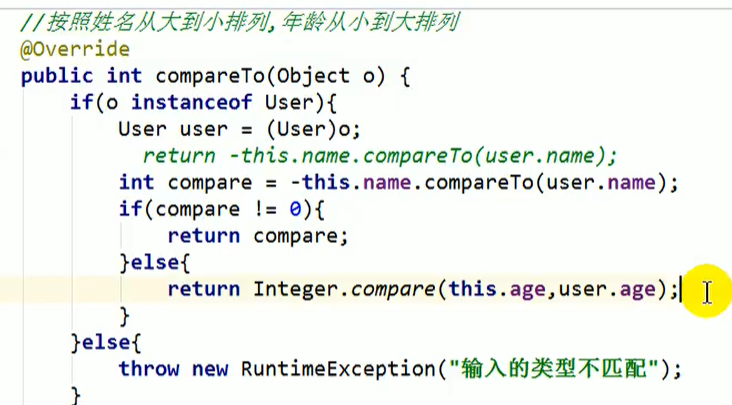 //按照姓名从大到小排列,年龄从小到大排列
@Override
public int compareTo(Object o) {
    if(o instanceof User){
        User user = (User)o;
          return -this.name.compareTo(user.name);
        int compare = -this.name.compareTo(user.name);
        if(compare != 0){
            return compare;
        }else{
            return Integer.compare(this.age,user.age);
        }
    }else{
        throw new RuntimeException("输入的类型不匹配");
    }